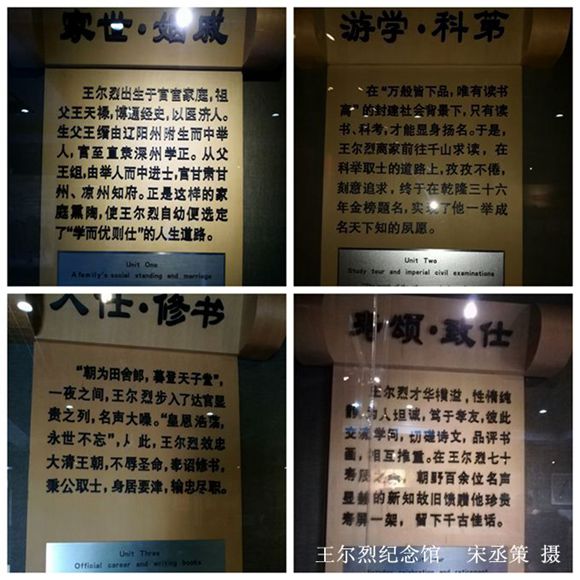 家世·姻戚
王尔烈出生于官宦家庭，祖
父王天禄，博通经史，以医济人。
生父王缙由辽阳州附生而中举
人，官至直隶深州学正。从父
王组，由举人而中进士，官甘肃甘
州、凉州知府。正是这样的家
庭熏陶，使王尔烈自幼便选定
了“学而优则仕”的人生道路。
Unit One
A family's social standing and marriage
游学·科第
在“万般皆下品，唯有读书
高”的封建社会背景下，只有读
书、科考，才能显身扬名。于是，
王尔烈离家前往千山求读，在
科举取士的道路上，孜孜不倦，
刻意追求，终于在乾隆三十六
年金榜题名，实现了他一举成
名天下知的夙愿。
Unit Two
Study tour and imperial civil examinations
入仕·修书
“朝为田舍郎，暮登天子堂”，
一夜之间，王尔烈步入了达官显
贵之列，名声大噪。“皇恩浩荡，
永世不忘”，从此，王尔烈效忠
大清王朝，不辱圣命，奉诏修书，
秉公取士，身居要津，输忠尽职。
Unit Three
Official career and writing books
寿颂·致仕
王尔烈才华横溢，性情纯
为人坦诚，笃于孝友，彼此
交流学问，切磋诗文，品评书
画，相互推重。在王尔烈七十
寿辰之际，朝野百余位名声
显赫的新知故旧馈赠他珍贵
寿屏一架，留下千古佳话。
王尔烈纪念馆 宋丞策 摄